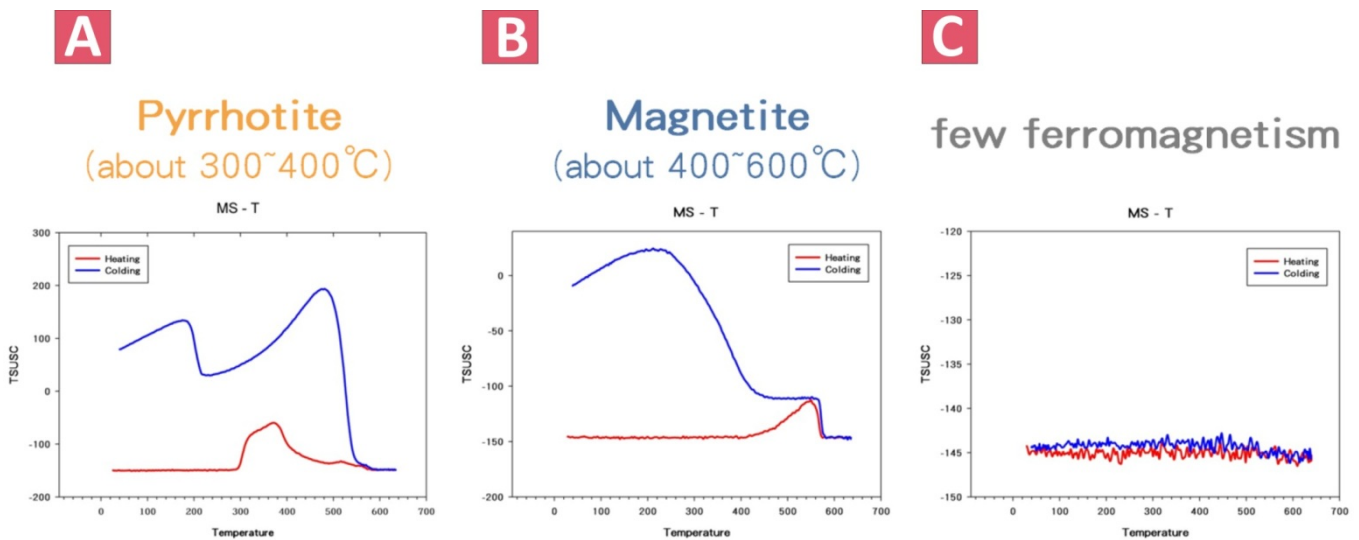 A
Pyrrhotite
(about 300~400℃)
MS - T
300
200
100
0
-100
-200
TSUSC
Heating
Colding
0 100 200 300 400 500 600 700
Temperature
B
Magnetite
(about 400~600℃)
MS - T
0
-50
-100
-150
-200
TSUSC
Heating
Colding
0 100 200 300 400 500 600 700
Temperature
C
few ferromagnetism
MS - T
-120
-125
-130
-135
-140
-145
-150
TSUSC
Heating
Colding
0 100 200 300 400 500 600 700
Temperature